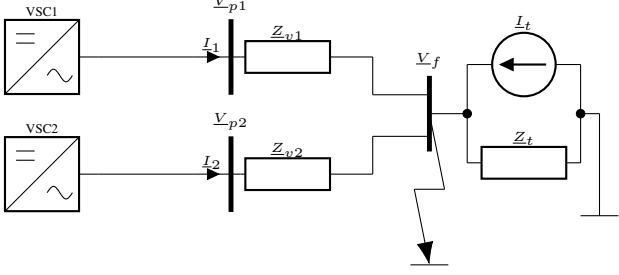 VSC1
V_p1
I_1
Z_v1
V_f
I_t
Z_t
VSC2
V_p2
I_2
Z_v2